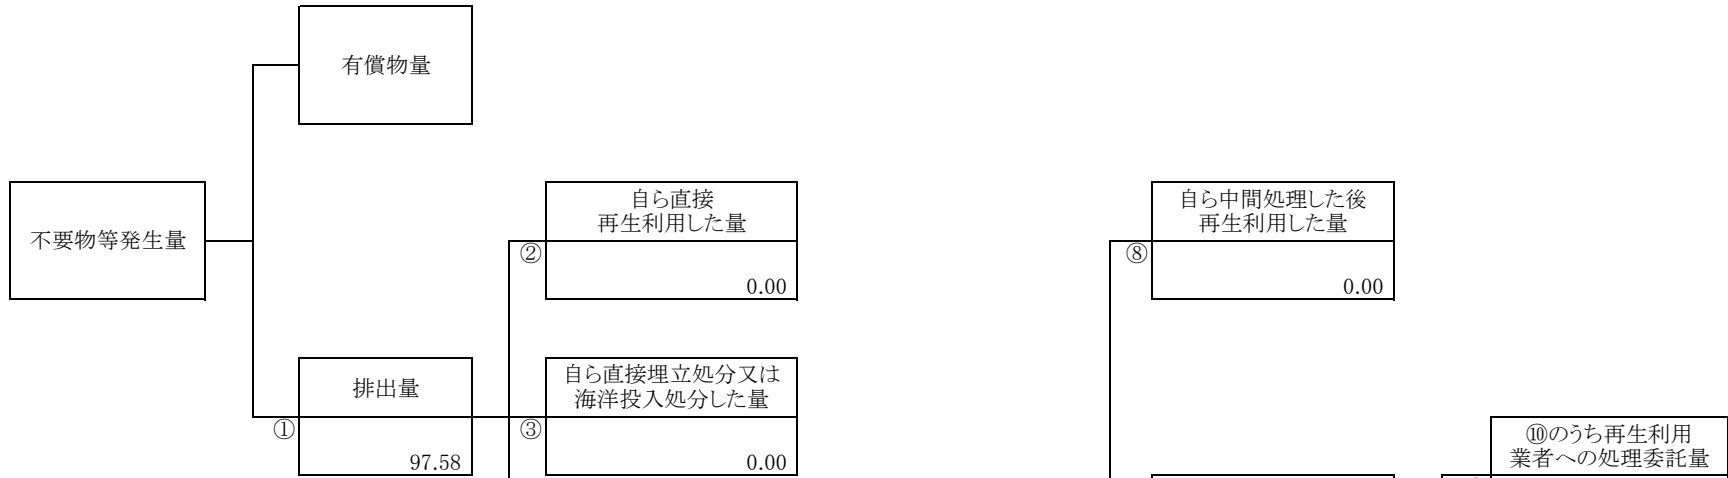 有償物量
不要物等発生量
自ら直接
再生利用した量
②
0.00
自ら中間処理した後
再生利用した量
⑧
0.00
排出量
①
97.58
自ら直接埋立処分又は
海洋投入処分した量
③
0.00
⑩のうち再生利用
業者への処理委託量